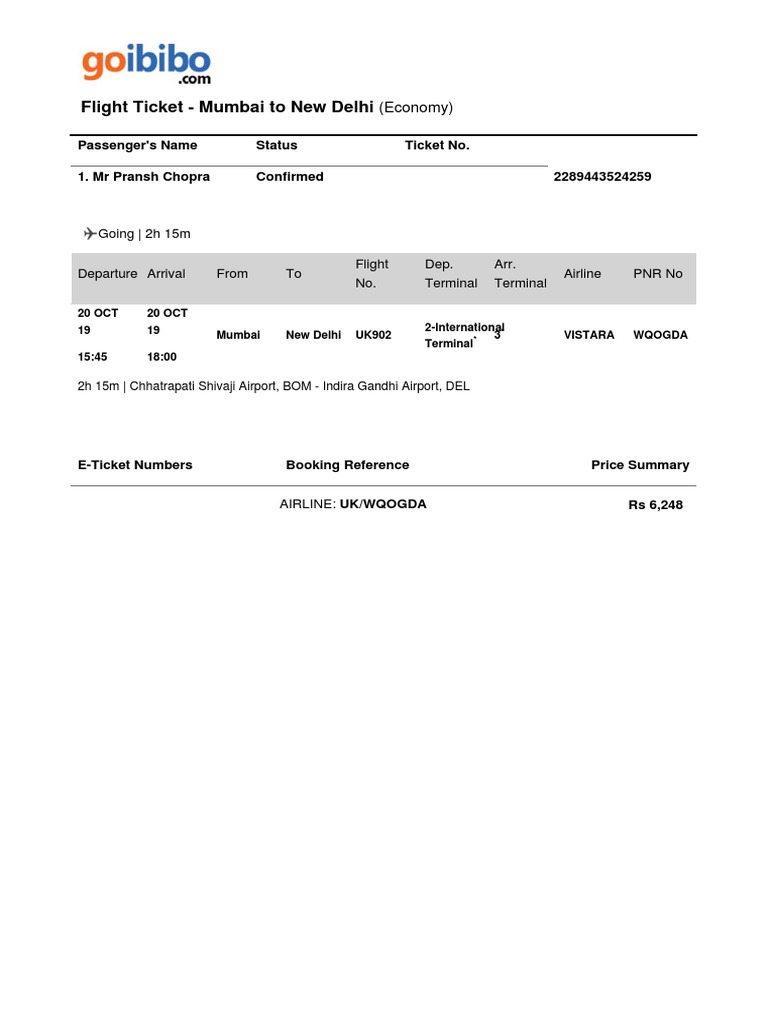 goibibo
.com
Flight Ticket - Mumbai to New Delhi (Economy)
Passenger's Name Status Ticket No.
1. Mr Pransh Chopra Confirmed 2289443524259
Going | 2h 15m
Departure Arrival From To Flight No. Dep. Terminal Arr. Terminal Airline PNR No
20 OCT 19 15:45 20 OCT 19 18:00 Mumbai New Delhi UK902 2-International Terminal* 3 VISTARA WQOGDA
2h 15m | Chhatrapati Shivaji Airport, BOM - Indira Gandhi Airport, DEL
E-Ticket Numbers Booking Reference Price Summary
AIRLINE: UK/WQOGDA Rs 6,248